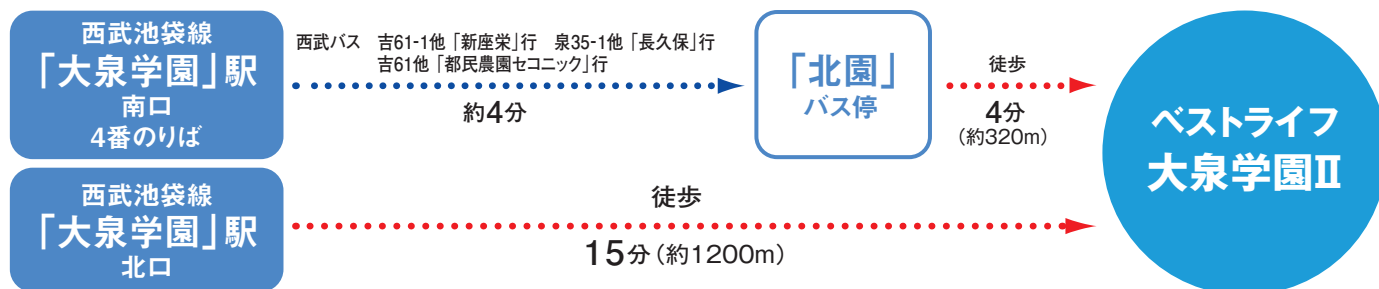 西武池袋線
「大泉学園」駅
南口
4番のりば
西武バス 吉61-1他「新座栄」行 泉35-1他「長久保」行
吉61他「都民農園セコニック」行
約4分
「北園」
バス停
徒歩
4分
(約320m)
ベストライフ
大泉学園Ⅱ
西武池袋線
「大泉学園」駅
北口
徒歩
15分(約1200m)